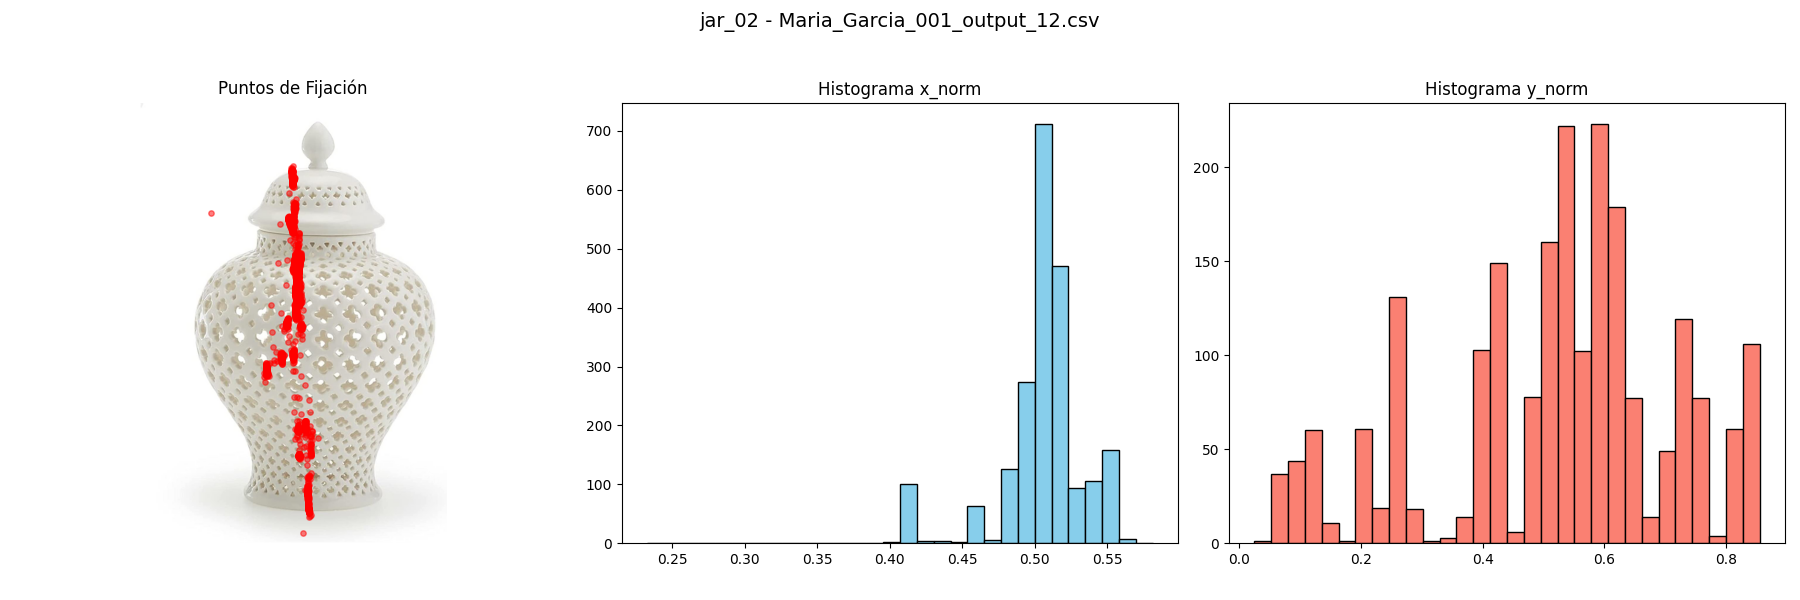 jar_02 - Maria_Garcia_001_output_12.csv
Puntos de Fijación
Histograma x_norm
700
600
500
400
300
200
100
0
0.25 0.30 0.35 0.40 0.45 0.50 0.55
Histograma y_norm
200
150
100
50
0
0.0 0.2 0.4 0.6 0.8